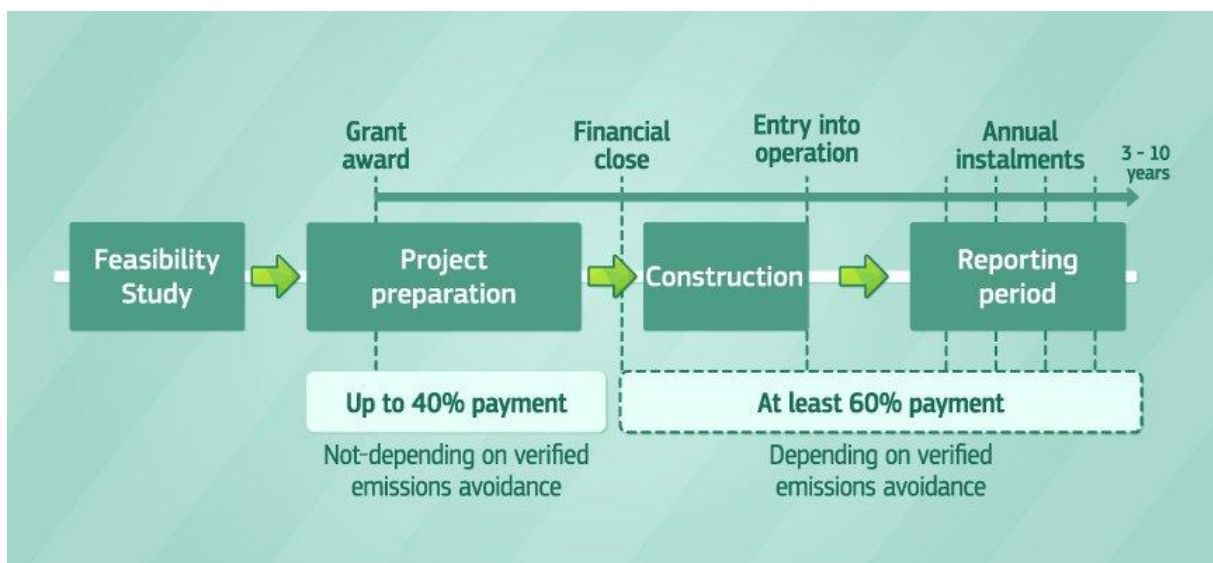 Grant
award
Financial
close
Entry into
operation
Annual
instalments
3 - 10
years
Feasibility
Study
Project
preparation
Construction
Reporting
period
Up to 40% payment
At least 60% payment
Not-depending on verified
emissions avoidance
Depending on verified
emissions avoidance